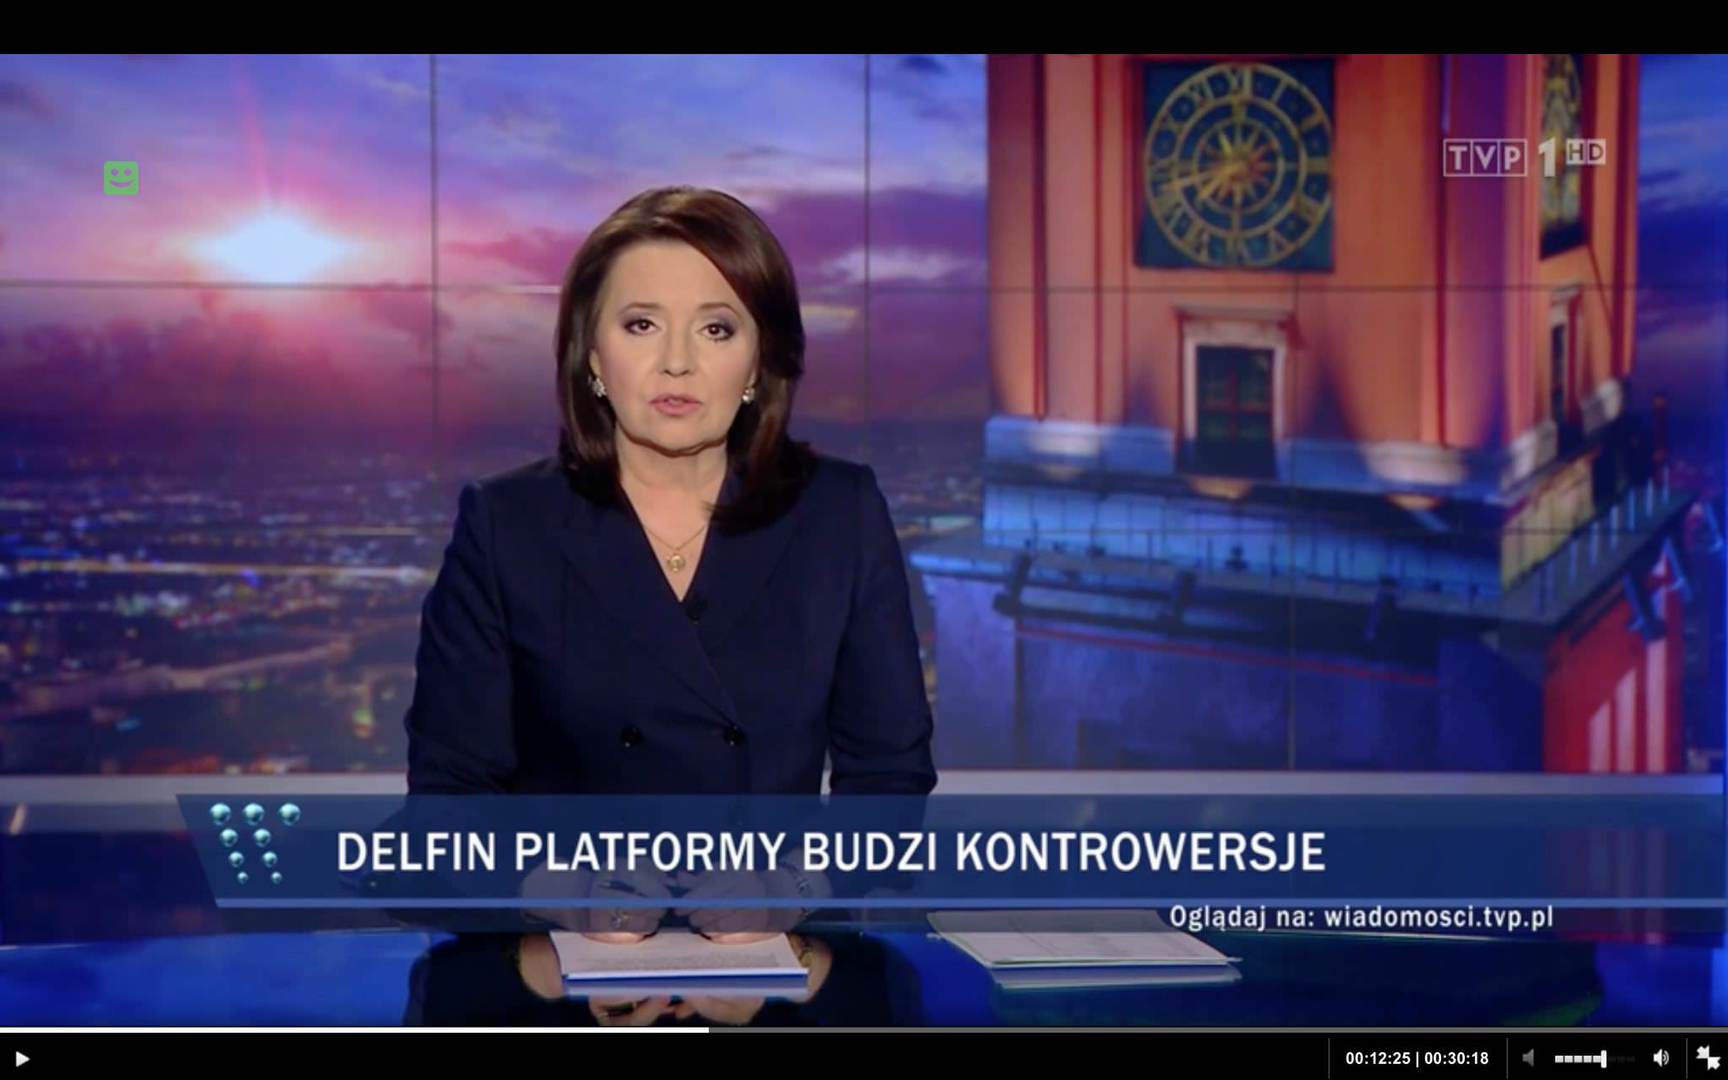 TVP 1 HD
DELFIN PLATFORMY BUDZI KONTROWERSJE
Oglądaj na: wiadomosci.tvp.pl
00:12:25 | 00:30:18